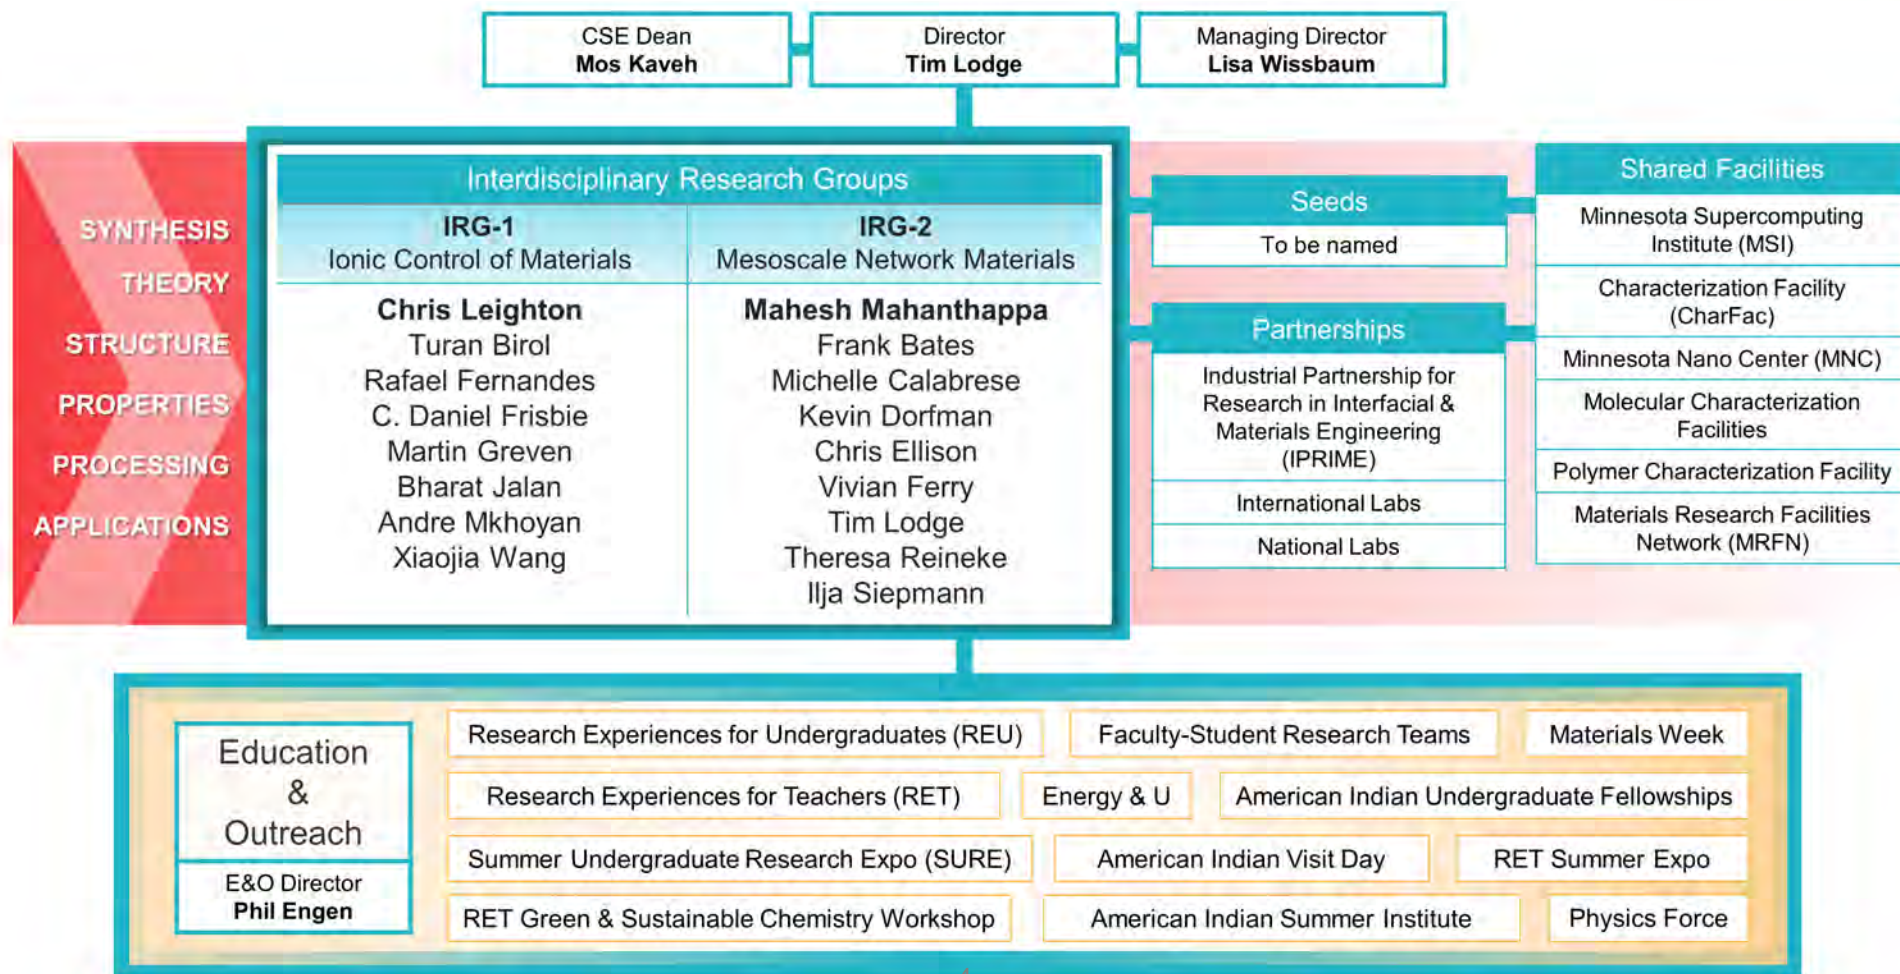 CSE Dean
Mos Kaveh
Director
Tim Lodge
Managing Director
Lisa Wissbaum
SYNTHESIS
THEORY
STRUCTURE
PROPERTIES
PROCESSING
APPLICATIONS
Interdisciplinary Research Groups
IRG-1
Ionic Control of Materials
Chris Leighton
Turan Birol
Rafael Fernandes
C. Daniel Frisbie
Martin Greven
Bharat Jalan
Andre Mkhoyan
Xiaojia Wang
IRG-2
Mesoscale Network Materials
Mahesh Mahanthappa
Frank Bates
Michelle Calabrese
Kevin Dorfman
Chris Ellison
Vivian Ferry
Tim Lodge
Theresa Reineke
Ilja Siepmann
Seeds
To be named
Partnerships
Industrial Partnership for
Research in Interfacial &
Materials Engineering
(IPRIME)
International Labs
National Labs
Shared Facilities
Minnesota Supercomputing
Institute (MSI)
Characterization Facility
(CharFac)
Minnesota Nano Center (MNC)
Molecular Characterization
Facilities
Polymer Characterization Facility
Materials Research Facilities
Network (MRFN)
Education
&
Outreach
E&O Director
Phil Engen
Research Experiences for Undergraduates (REU)
Faculty-Student Research Teams
Materials Week
Research Experiences for Teachers (RET)
Energy & U
American Indian Undergraduate Fellowships
Summer Undergraduate Research Expo (SURE)
American Indian Visit Day
RET Summer Expo
RET Green & Sustainable Chemistry Workshop
American Indian Summer Institute
Physics Force